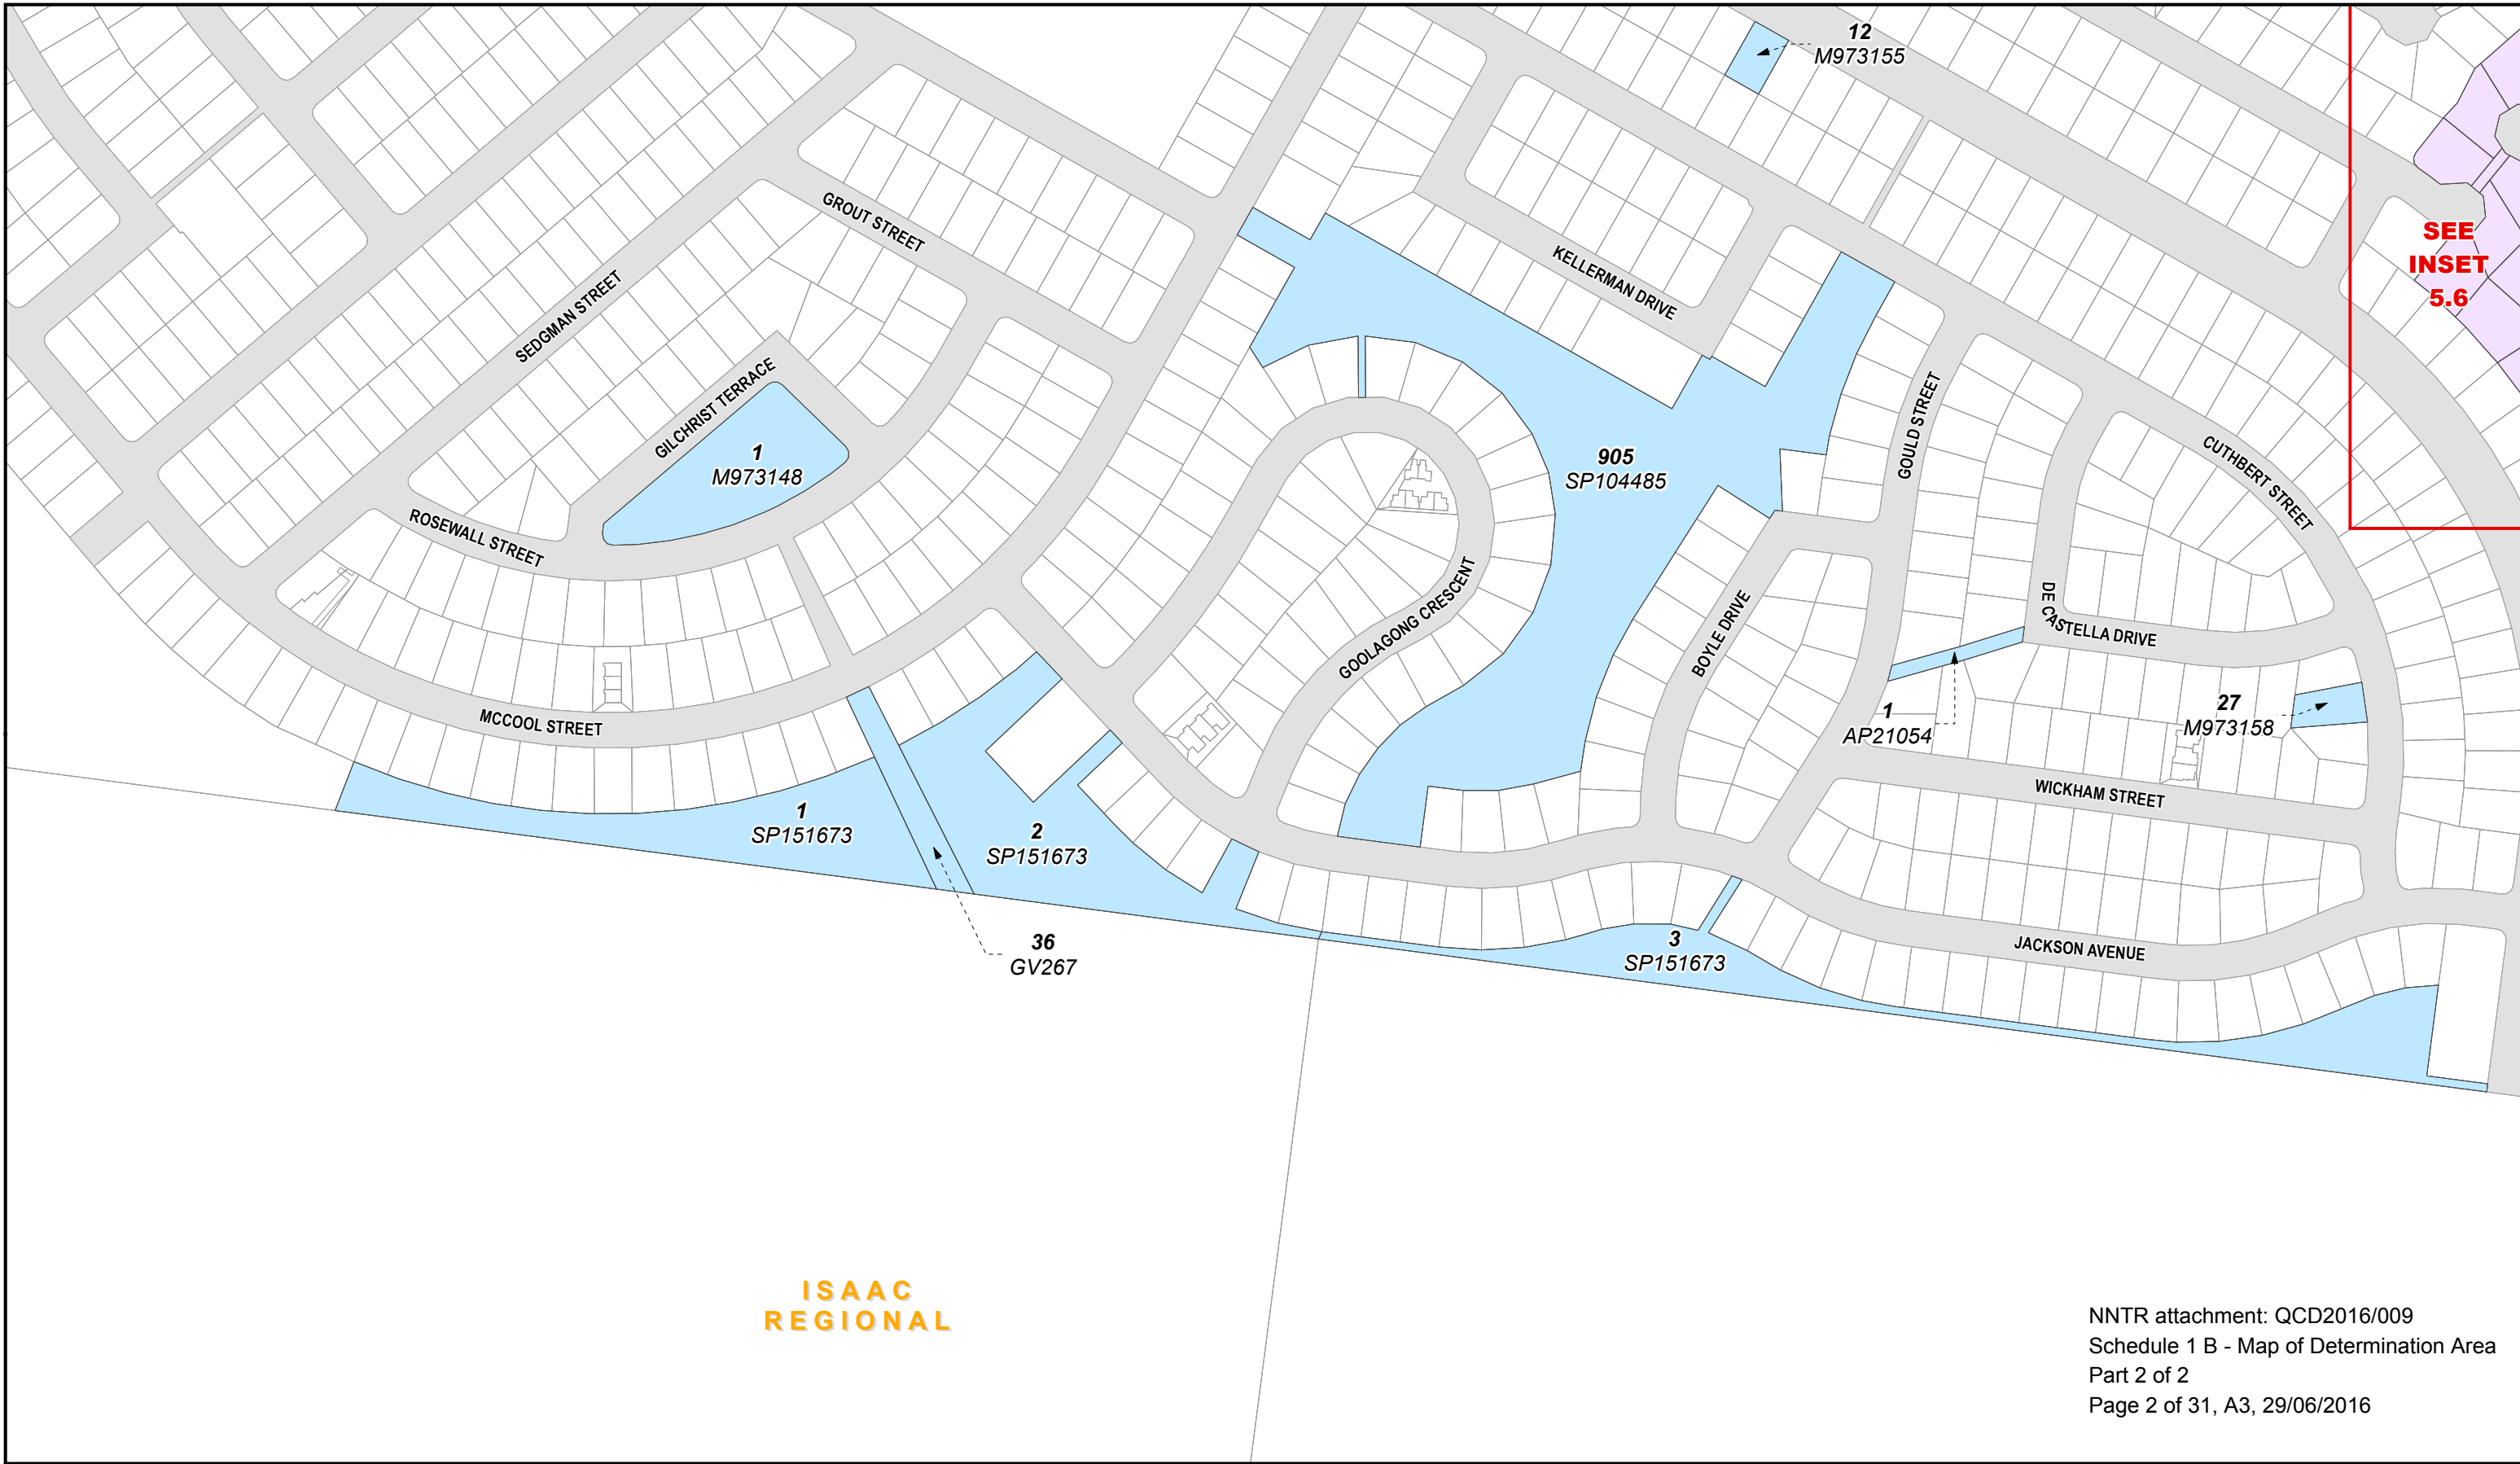 12
M973155
SEE
INSET
5.6
GROUT STREET
KELLERMAN DRIVE
SEDGMAN STREET
GILCHRIST TERRACE
GOULD STREET
CUTHBERT STREET
1
M973148
905
SP104485
ROSEWALL STREET
GOOLAGONG CRESCENT
BOYLE DRIVE
DE CASTELLA DRIVE
MCCOOL STREET
1
AP21054
27
M973158
WICKHAM STREET
1
SP151673
2
SP151673
36
GV267
3
SP151673
JACKSON AVENUE
ISAAC
REGIONAL
NNTR attachment: QCD2016/009
Schedule 1 B - Map of Determination Area
Part 2 of 2
Page 2 of 31, A3, 29/06/2016